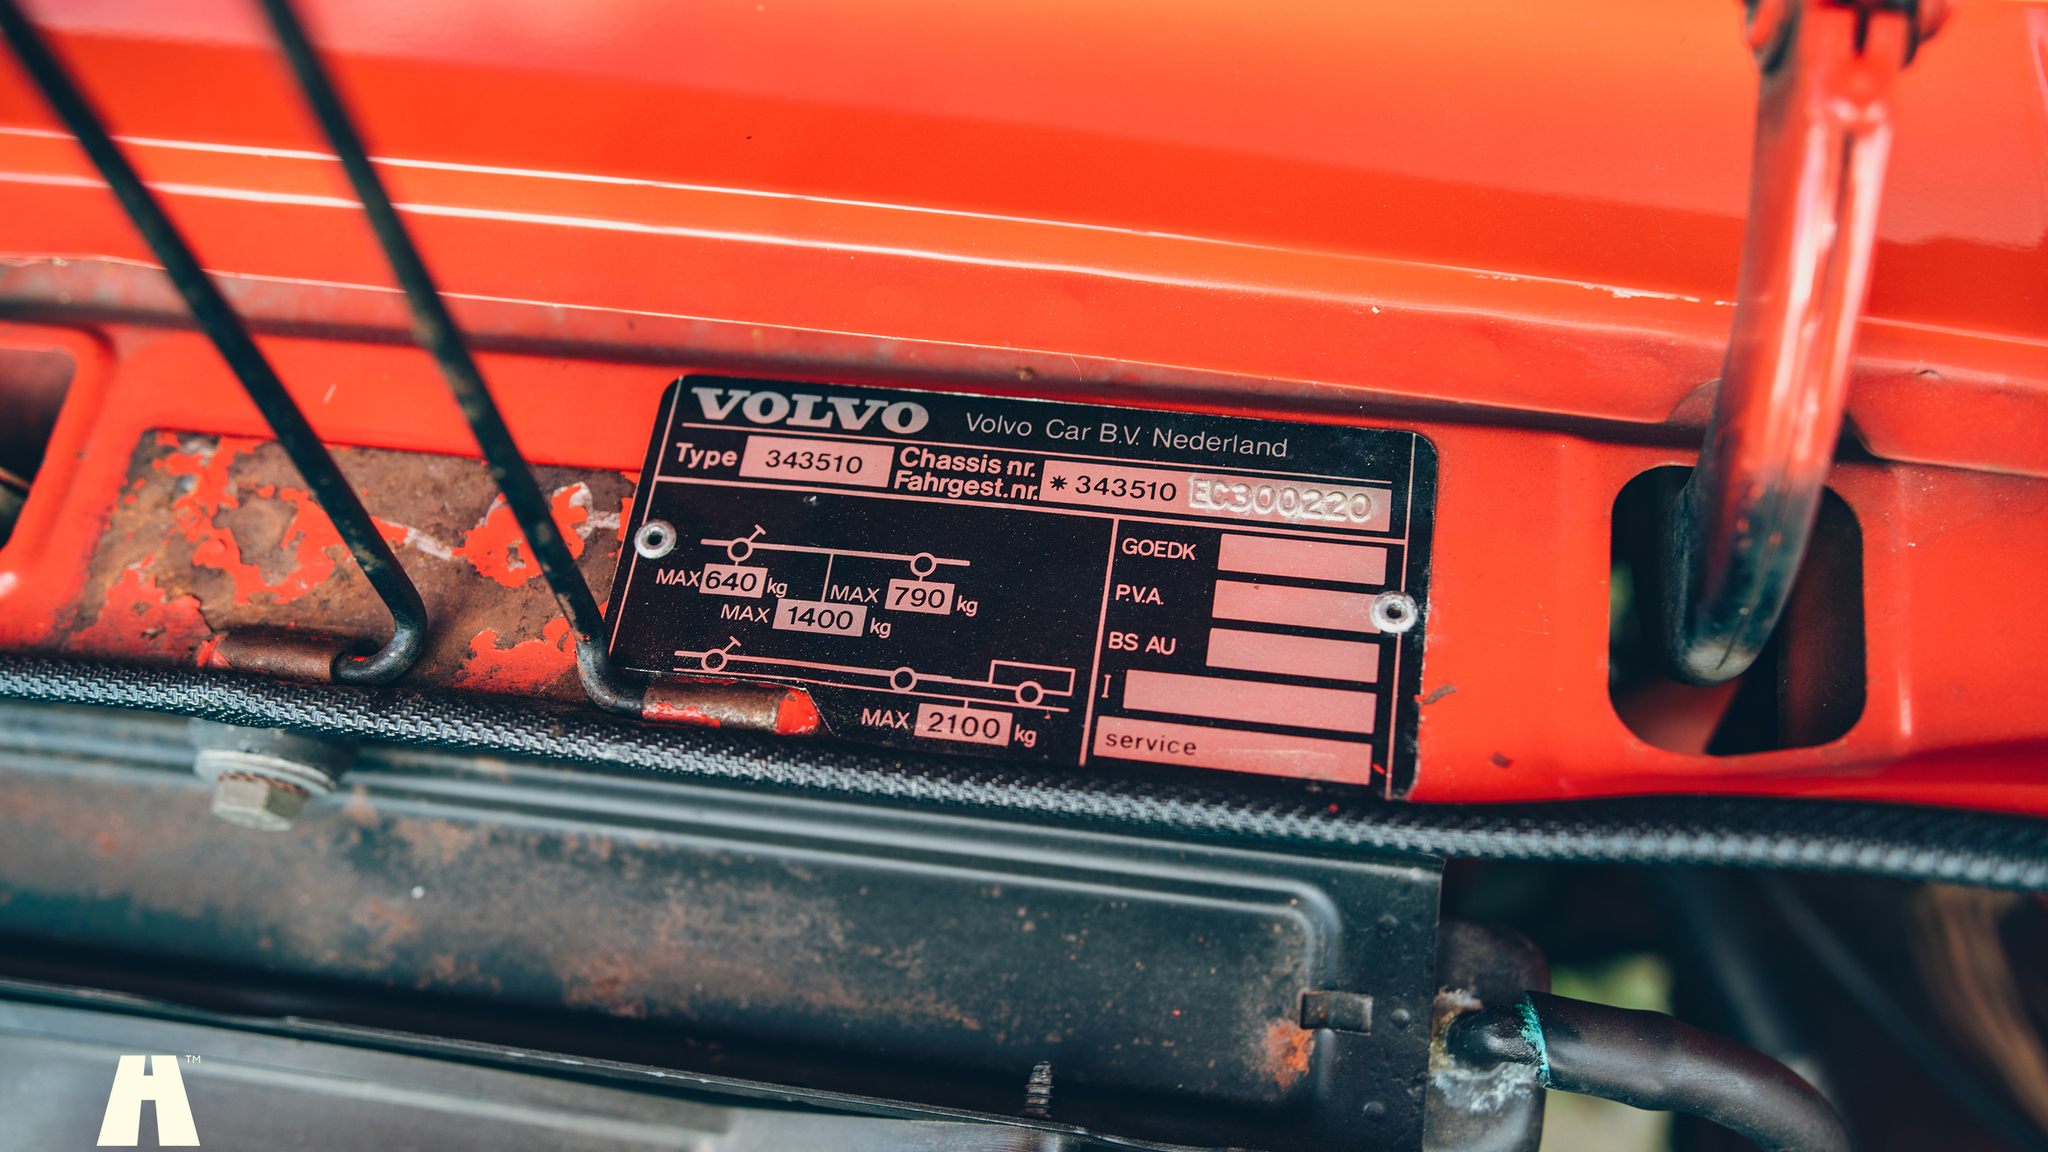 VOLVO Volvo Car B.V. Nederland
Type 343510 Chassis nr. Fahrgest.nr. *343510 EC300220
GOEDK
MAX 640 kg MAX 790 kg
P.V.A.
MAX 1400 kg
BS AU
I
MAX 2100 kg
service
H™